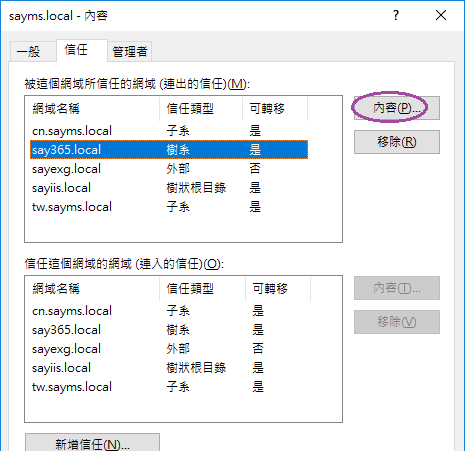 sayms.local - 內容
一般 信任 管理者
被這個網域所信任的網域 (連出的信任)(M):
網域名稱 信任類型 可轉移
cn.sayms.local 子系 是
say365.local 樹系 是
sayexg.local 外部 否
sayiis.local 樹狀根目錄 是
tw.sayms.local 子系 是
內容(P)...
移除(R)
信任這個網域的網域 (連入的信任)(O):
網域名稱 信任類型 可轉移
cn.sayms.local 子系 是
say365.local 樹系 是
sayexg.local 外部 否
sayiis.local 樹狀根目錄 是
tw.sayms.local 子系 是
內容(T)...
移除(V)
新增信任(N)...